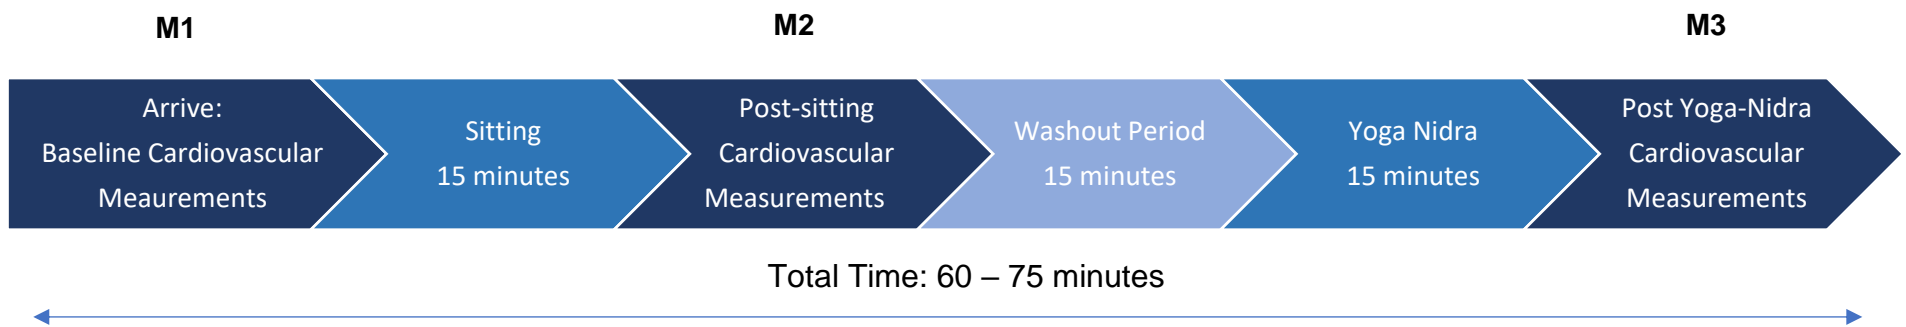 M1
M2
M3
Arrive:
Baseline Cardiovascular
Meaurements
Sitting
15 minutes
Post-sitting
Cardiovascular
Measurements
Washout Period
15 minutes
Yoga Nidra
15 minutes
Post Yoga-Nidra
Cardiovascular
Measurements
Total Time: 60 – 75 minutes